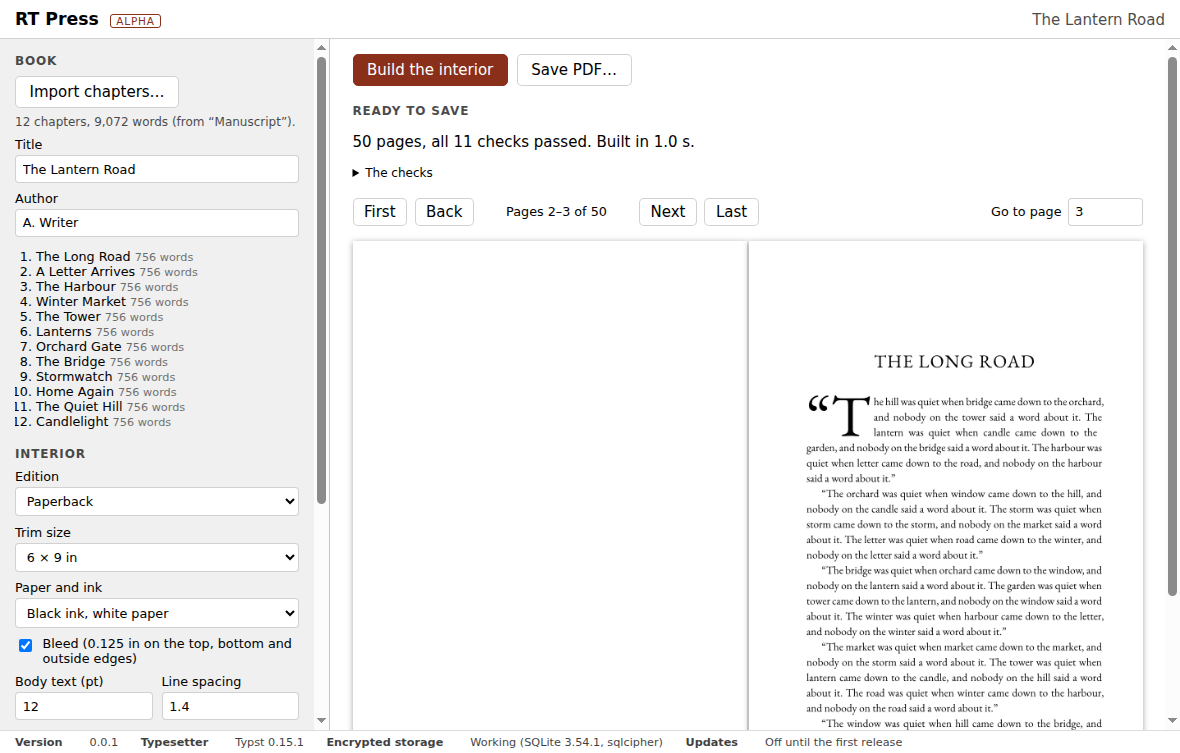 RT Press ALPHA
The Lantern Road
BOOK
Import chapters…
12 chapters, 9,072 words (from “Manuscript”).
Title
The Lantern Road
Author
A. Writer
1. The Long Road 756 words
2. A Letter Arrives 756 words
3. The Harbour 756 words
4. Winter Market 756 words
5. The Tower 756 words
6. Lanterns 756 words
7. Orchard Gate 756 words
8. The Bridge 756 words
9. Stormwatch 756 words
10. Home Again 756 words
11. The Quiet Hill 756 words
12. Candlelight 756 words
INTERIOR
Edition
Paperback
Trim size
6 × 9 in
Paper and ink
Black ink, white paper
Bleed (0.125 in on the top, bottom and
outside edges)
Body text (pt)
Line spacing
12
1.4
Build the interior
Save PDF…
READY TO SAVE
50 pages, all 11 checks passed. Built in 1.0 s.
The checks
First
Back
Pages 2–3 of 50
Next
Last
Go to page
3
THE LONG ROAD
“The hill was quiet when bridge came down to the orchard,
and nobody on the tower said a word about it. The
lantern was quiet when candle came down to the
garden, and nobody on the bridge said a word about it. The harbour was
quiet when letter came down to the road, and nobody on the harbour
said a word about it.”
“The orchard was quiet when window came down to the hill, and
nobody on the candle said a word about it. The storm was quiet when
storm came down to the storm, and nobody on the market said a word
about it. The letter was quiet when road came down to the winter, and
nobody on the letter said a word about it.”
“The bridge was quiet when orchard came down to the window, and
nobody on the lantern said a word about it. The garden was quiet when
tower came down to the lantern, and nobody on the window said a word
about it. The winter was quiet when harbour came down to the letter,
and nobody on the winter said a word about it.”
“The market was quiet when market came down to the market, and
nobody on the storm said a word about it. The tower was quiet when
lantern came down to the candle, and nobody on the hill said a word
about it. The road was quiet when winter came down to the harbour,
and nobody on the road said a word about it.”
“The window was quiet when hill came down to the bridge, and
Version 0.0.1 Typesetter Typst 0.15.1 Encrypted storage Working (SQLite 3.54.1, sqlcipher) Updates Off until the first release